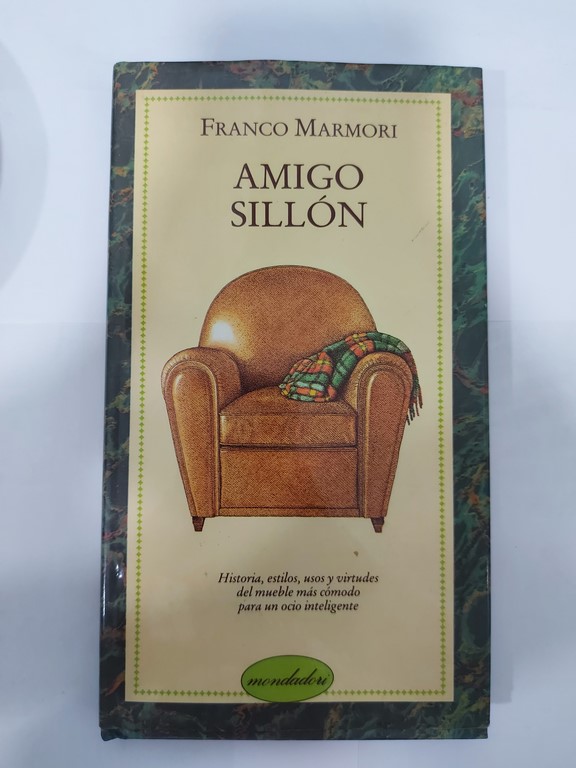 FRANCO MARMORI
AMIGO
SILLÓN
Historia, estilos, usos y virtudes
del mueble más cómodo
para un ocio inteligente
mondadori